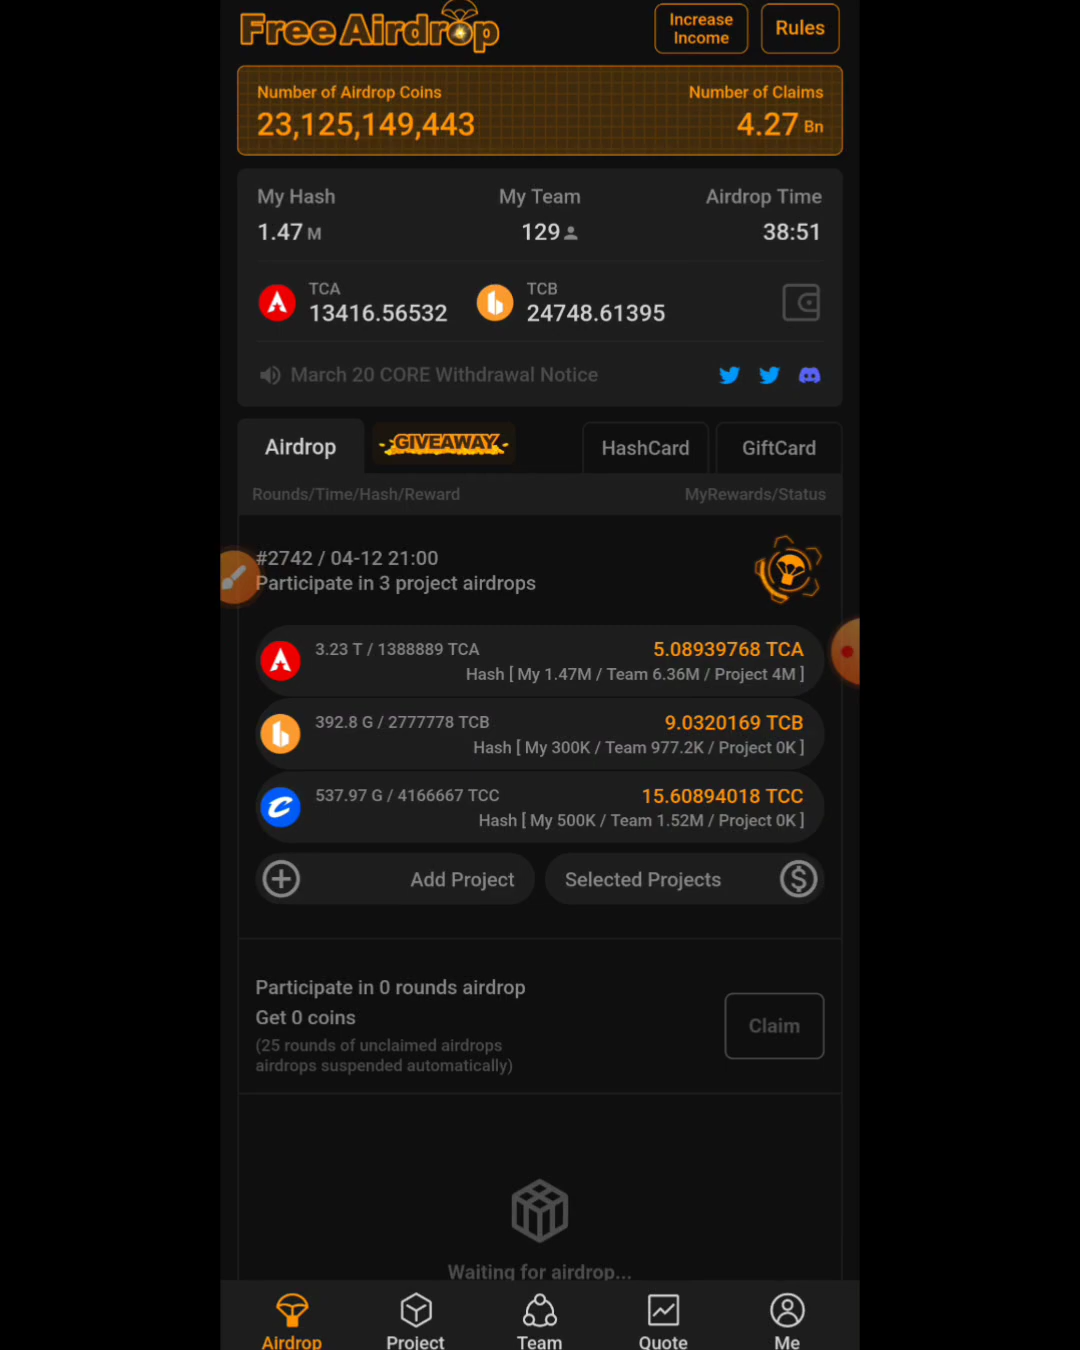 Free Airdrop
Increase
Income
Rules
Number of Airdrop Coins
Number of Claims
23,125,149,443
4.27 Bn
My Hash
My Team
Airdrop Time
1.47 M
129
38:51
TCA
13416.56532
TCB
24748.61395
March 20 CORE Withdrawal Notice
Airdrop
GIVEAWAY
HashCard
GiftCard
Rounds/Time/Hash/Reward
MyRewards/Status
#2742 / 04-12 21:00
Participate in 3 project airdrops
3.23 T / 1388889 TCA
5.08939768 TCA
Hash [ My 1.47M / Team 6.36M / Project 4M ]
392.8 G / 2777778 TCB
9.0320169 TCB
Hash [ My 300K / Team 977.2K / Project 0K ]
537.97 G / 4166667 TCC
15.60894018 TCC
Hash [ My 500K / Team 1.52M / Project 0K ]
Add Project
Selected Projects
Participate in 0 rounds airdrop
Get 0 coins
(25 rounds of unclaimed airdrops
airdrops suspended automatically)
Claim
Waiting for airdrop...
Airdrop
Project
Team
Quote
Me